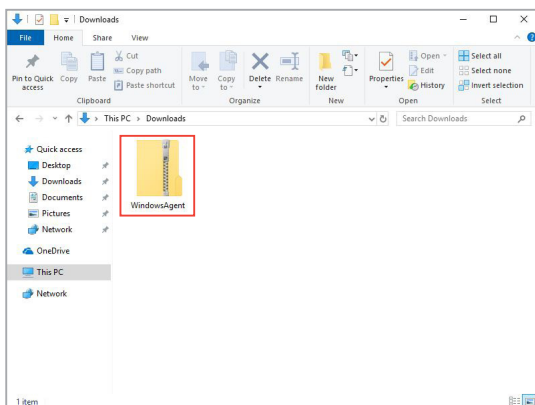 Downloads
File Home Share View
Pin to Quick access
Copy
Paste
Cut
Copy path
Paste shortcut
Clipboard
Move to
Copy to
Delete
Rename
Organize
New folder
New
Properties
Open
Edit
History
Open
Select all
Select none
Invert selection
Select
This PC > Downloads
Search Downloads
Quick access
Desktop
Downloads
Documents
Pictures
Network
OneDrive
This PC
Network
WindowsAgent
1 item